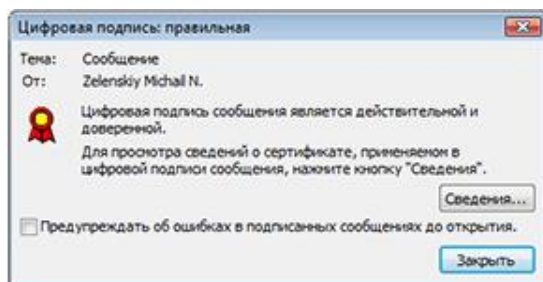 Цифровая подпись: правильная
Тема: Сообщение
От: Zelenskiy Michail N.
Цифровая подпись сообщения является действительной и
доверенной.
Для просмотра сведений о сертификате, применяемом в
цифровой подписи сообщения, нажмите кнопку "Сведения".
Сведения...
Предупреждать об ошибках в подписанных сообщениях до открытия.
Закрыть